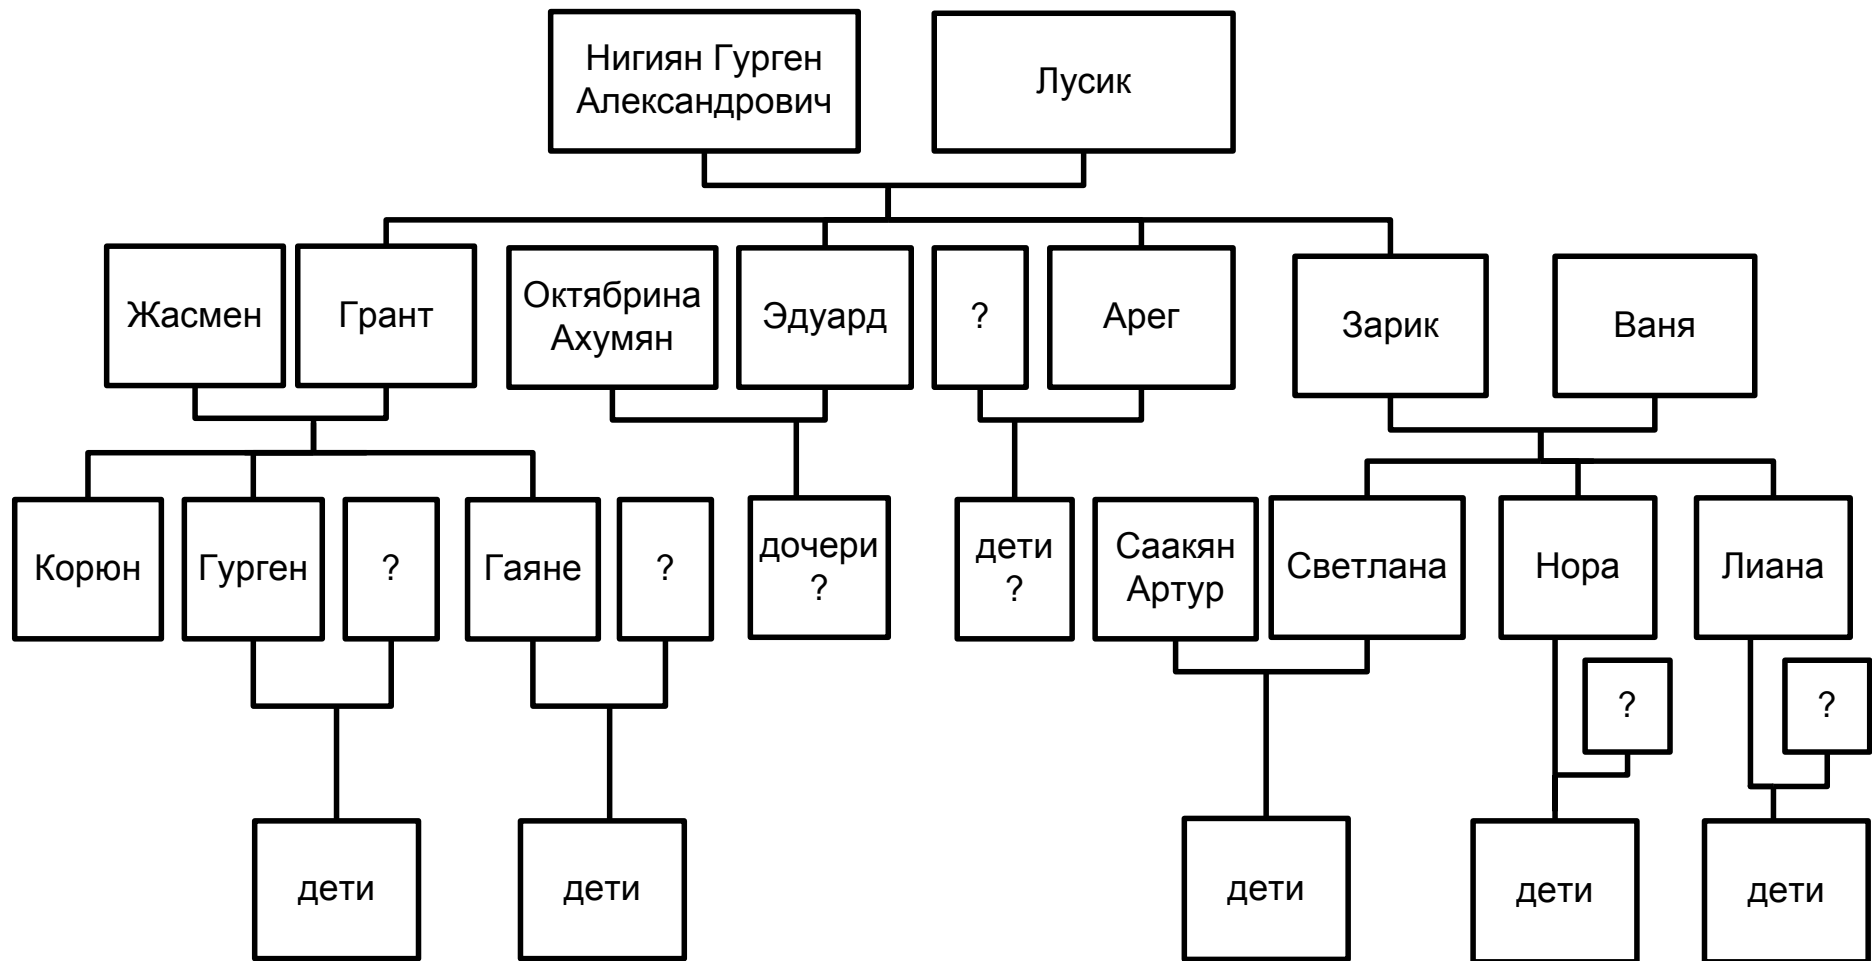 Нигиян Гурген
Александрович
Лусик
Жасмен
Грант
Октябрина
Ахумян
Эдуард
?
Арег
Зарик
Ваня
Корюн
Гурген
?
Гаяне
?
дочери
?
дети
?
Саакян
Артур
Светлана
Нора
Лиана
?
?
дети
дети
дети
дети
дети